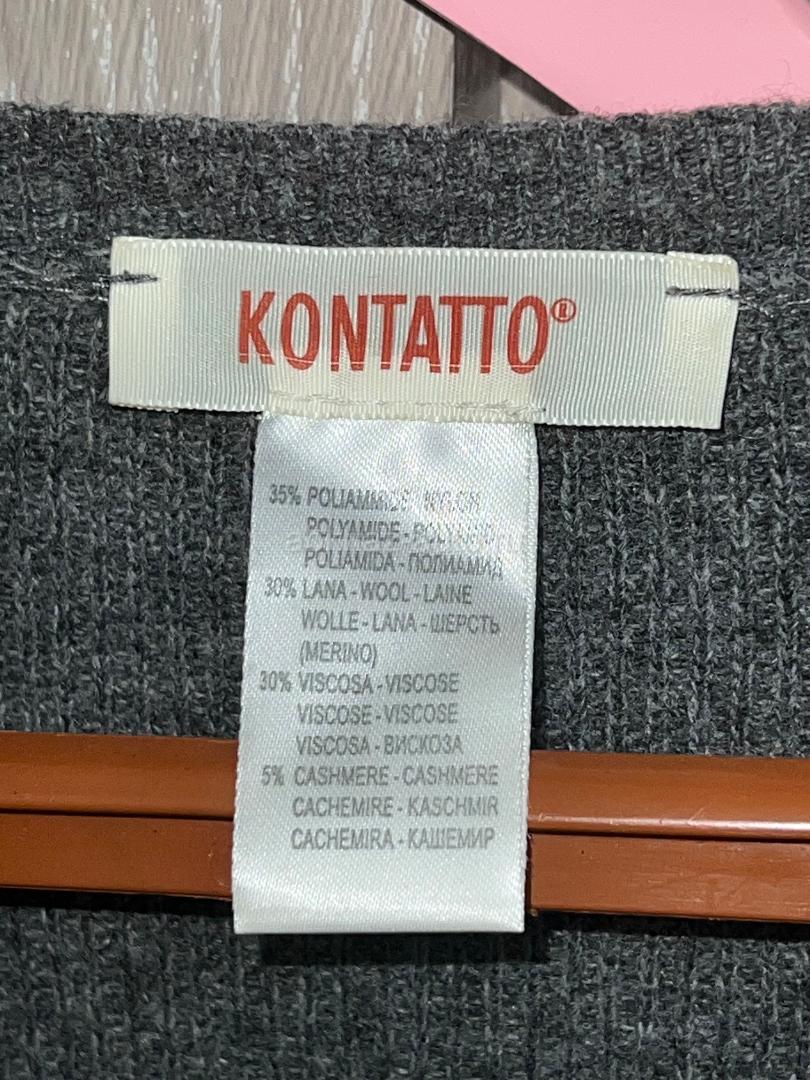 KONTATTO®
35% POLIAMMIDE - NYLON
POLYAMIDE -
POLIAMIDA - ПОЛИАМИД
30% LANA - WOOL - LAINE
WOLLE - LANA - ШЕРСТЬ
(MERINO)
30% VISCOSA - VISCOSE
VISCOSE - VISCOSE
VISCOSA - ВИСКОЗА
5% CASHMERE - CASHMERE
CACHEMIRE - KASCHMIR
CACHEMIRA - КАШЕМИР